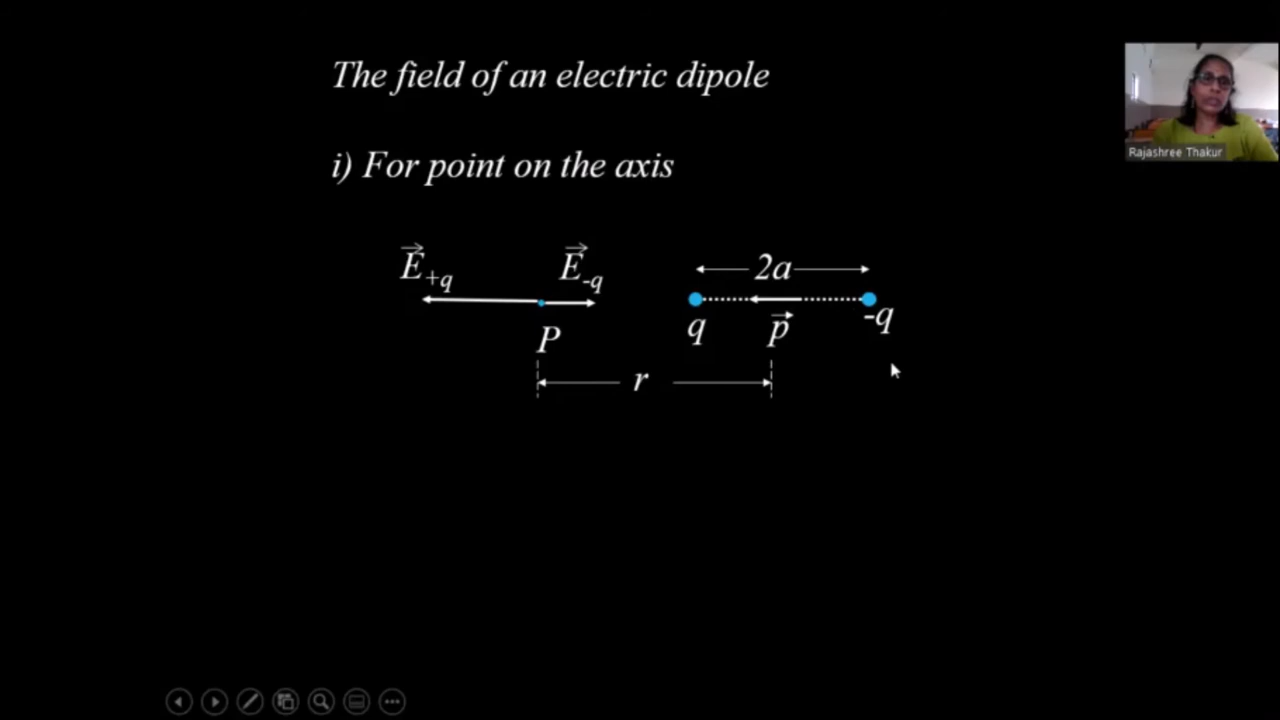 The field of an electric dipole
i) For point on the axis
E+q E-q 2a
q p -q
P
r
Rajashree Thakur